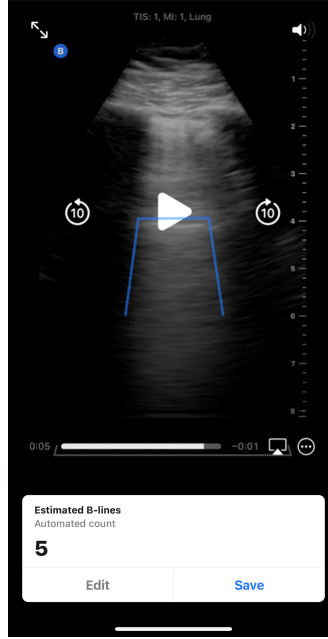 TIS: 1, MI: 1, Lung
B
1
2
3
10
10
4
5
6
7
8
0:05
−0:01
Estimated B-lines
Automated count
5
Edit
Save